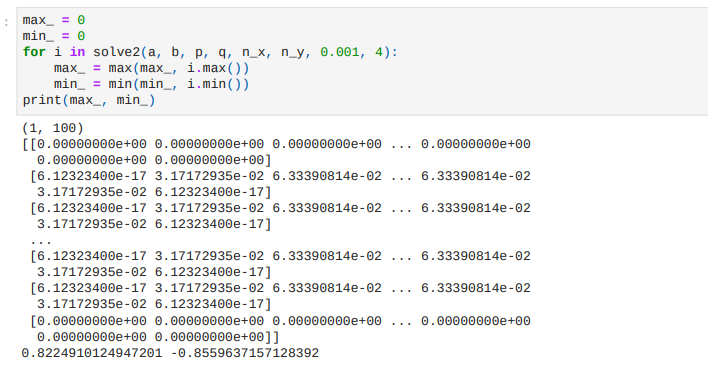 :
max_ = 0
min_ = 0
for i in solve2(a, b, p, q, n_x, n_y, 0.001, 4):
    max_ = max(max_, i.max())
    min_ = min(min_, i.min())
print(max_, min_)
(1, 100)
[[0.00000000e+00 0.00000000e+00 0.00000000e+00 ... 0.00000000e+00
  0.00000000e+00 0.00000000e+00]
 [6.12323400e-17 3.17172935e-02 6.33390814e-02 ... 6.33390814e-02
  3.17172935e-02 6.12323400e-17]
 [6.12323400e-17 3.17172935e-02 6.33390814e-02 ... 6.33390814e-02
  3.17172935e-02 6.12323400e-17]
 ...
 [6.12323400e-17 3.17172935e-02 6.33390814e-02 ... 6.33390814e-02
  3.17172935e-02 6.12323400e-17]
 [6.12323400e-17 3.17172935e-02 6.33390814e-02 ... 6.33390814e-02
  3.17172935e-02 6.12323400e-17]
 [0.00000000e+00 0.00000000e+00 0.00000000e+00 ... 0.00000000e+00
  0.00000000e+00 0.00000000e+00]]
0.8224910124947201 -0.8559637157128392